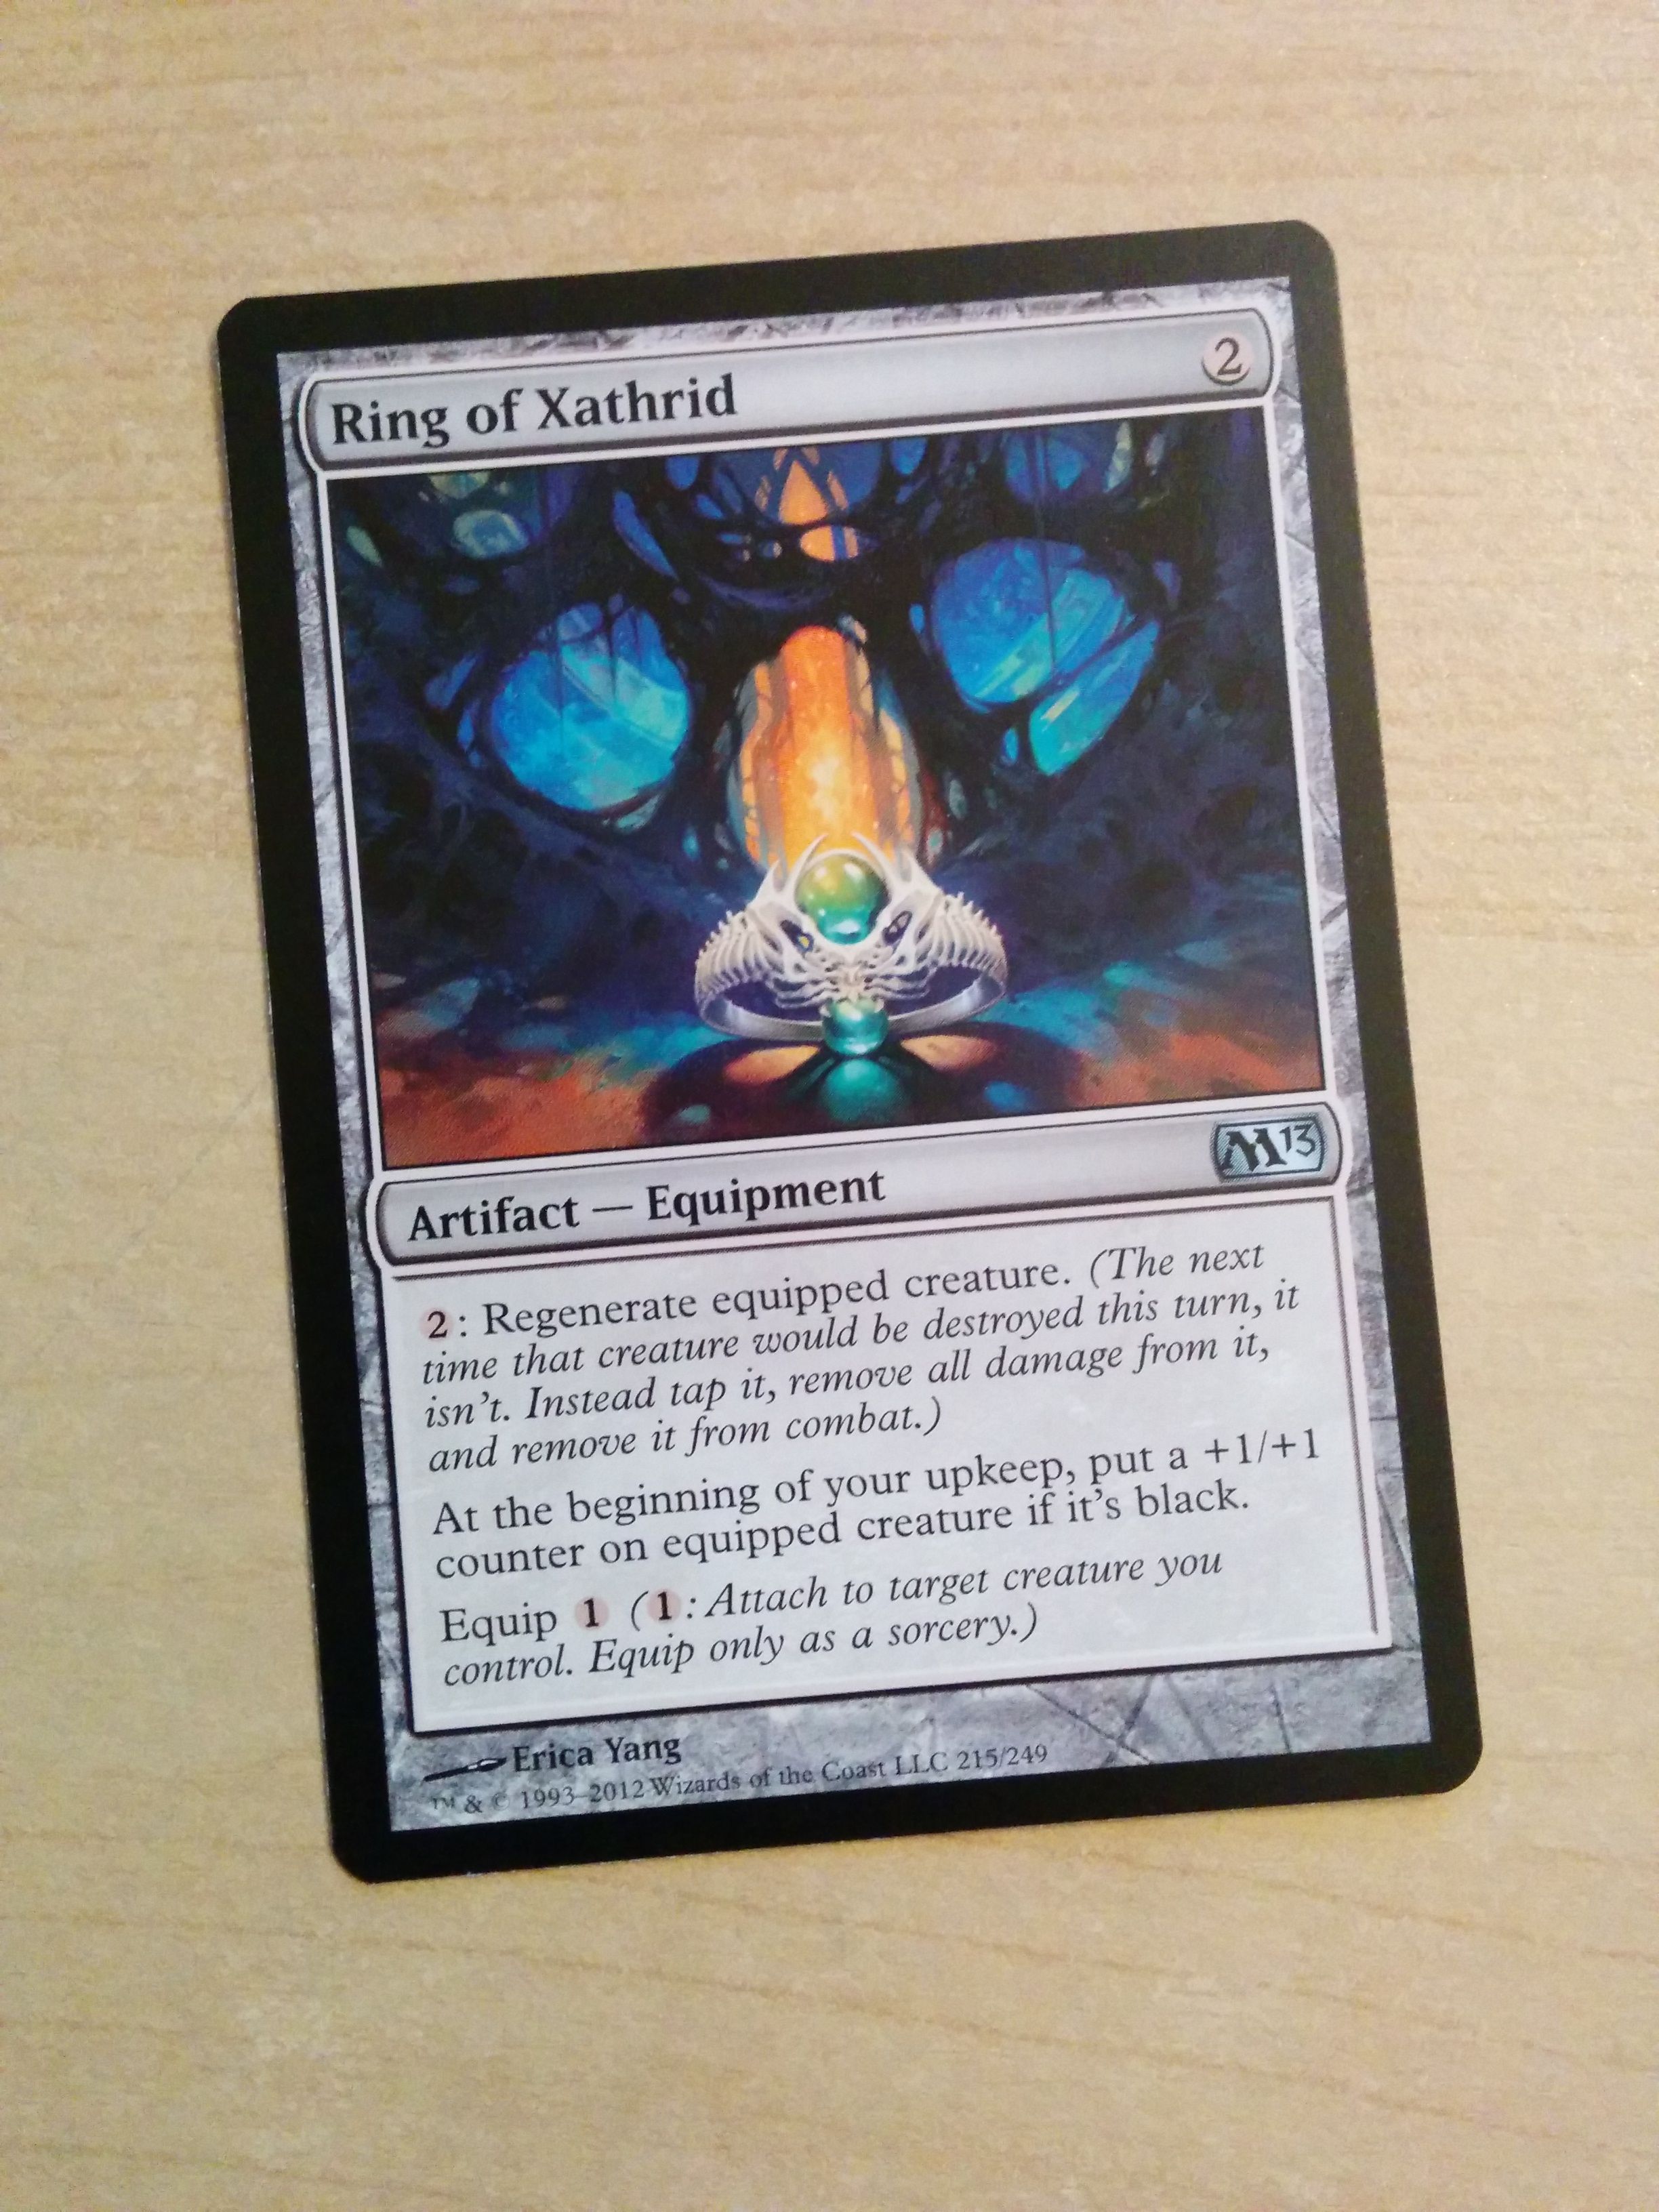 Ring of Xathrid 2
Artifact — Equipment M13
2: Regenerate equipped creature. (The next
time that creature would be destroyed this turn, it
isn't. Instead tap it, remove all damage from it,
and remove it from combat.)
At the beginning of your upkeep, put a +1/+1
counter on equipped creature if it's black.
Equip 1 (1: Attach to target creature you
control. Equip only as a sorcery.)
Erica Yang
™ & © 1993–2012 Wizards of the Coast LLC 215/249